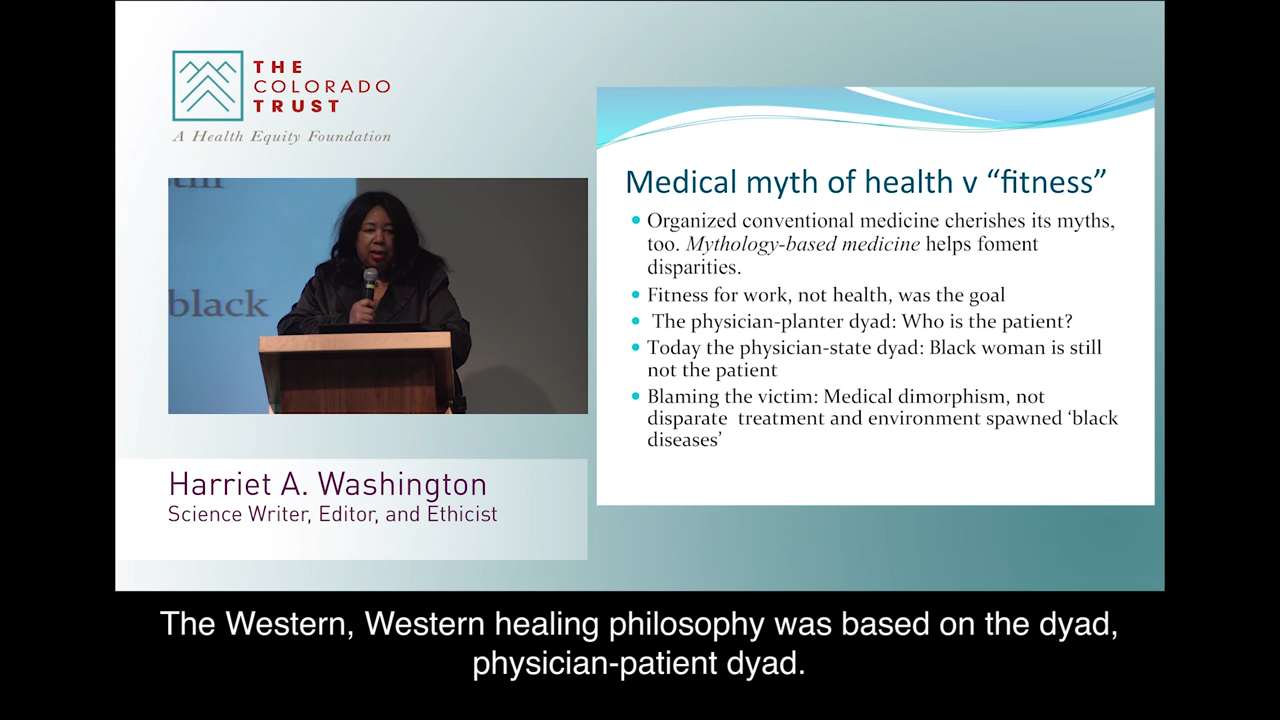 THE
COLORADO
TRUST
A Health Equity Foundation
black
Harriet A. Washington
Science Writer, Editor, and Ethicist
Medical myth of health v “fitness”
Organized conventional medicine cherishes its myths,
too. Mythology-based medicine helps foment
disparities.
Fitness for work, not health, was the goal
The physician-planter dyad: Who is the patient?
Today the physician-state dyad: Black woman is still
not the patient
Blaming the victim: Medical dimorphism, not
disparate treatment and environment spawned ‘black
diseases’
The Western, Western healing philosophy was based on the dyad,
physician-patient dyad.